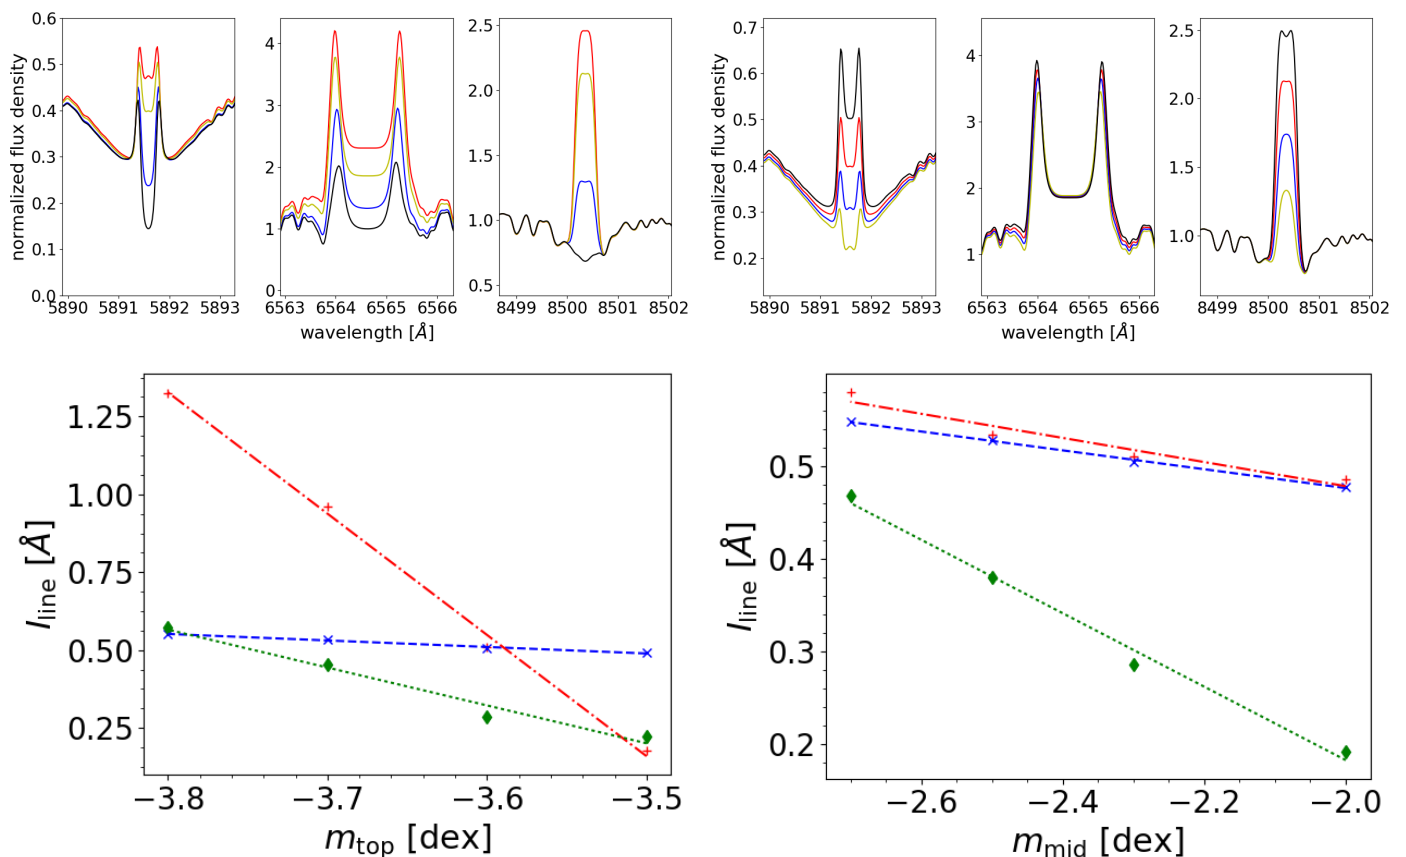 normalized flux density
0.6
0.5
0.4
0.3
0.2
0.1
0.0
5890 5891 5892 5893
4
3
2
1
0
6563 6564 6565 6566
2.5
2.0
1.5
1.0
0.5
8499 8500 8501 8502
wavelength [Å]
normalized flux density
0.7
0.6
0.5
0.4
0.3
0.2
5890 5891 5892 5893
4
3
2
1
6563 6564 6565 6566
2.5
2.0
1.5
1.0
8499 8500 8501 8502
wavelength [Å]
I_line [Å]
1.25
1.00
0.75
0.50
0.25
−3.8 −3.7 −3.6 −3.5
m_top [dex]
I_line [Å]
0.5
0.4
0.3
0.2
−2.6 −2.4 −2.2 −2.0
m_mid [dex]